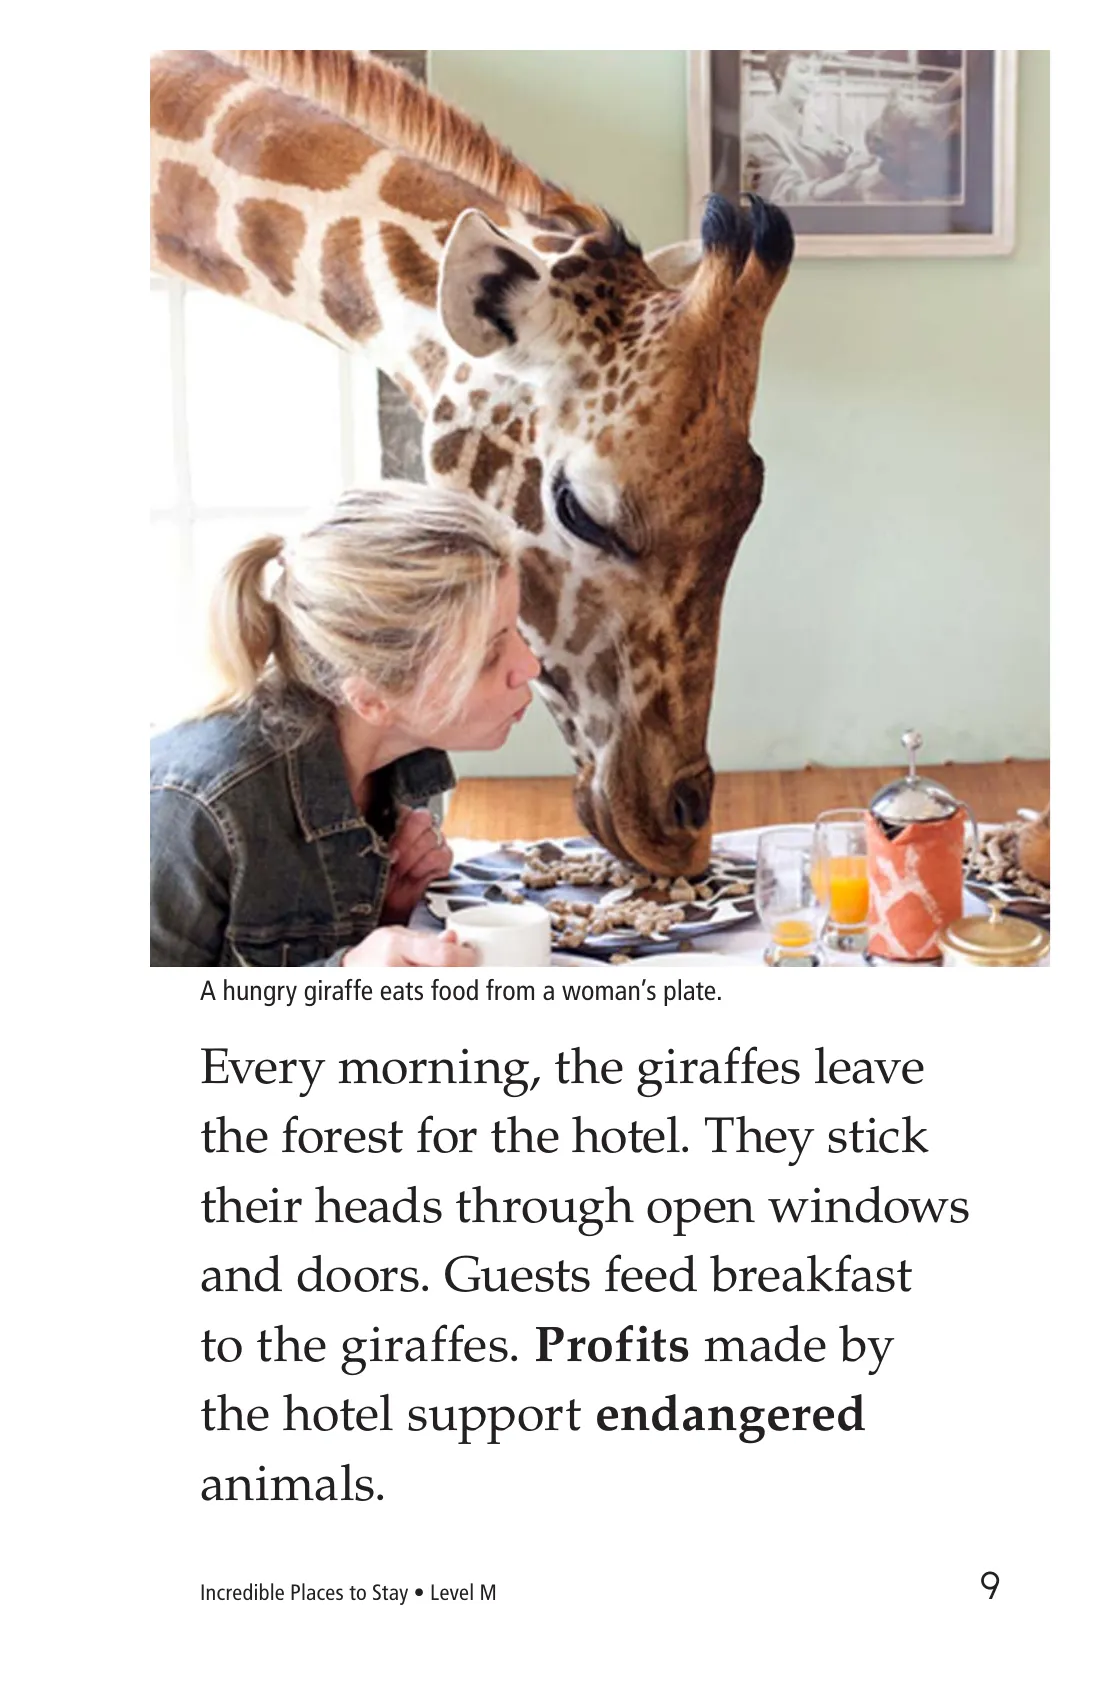 A hungry giraffe eats food from a woman's plate.
Every morning, the giraffes leave
the forest for the hotel. They stick
their heads through open windows
and doors. Guests feed breakfast
to the giraffes. Profits made by
the hotel support endangered
animals.
Incredible Places to Stay • Level M
9